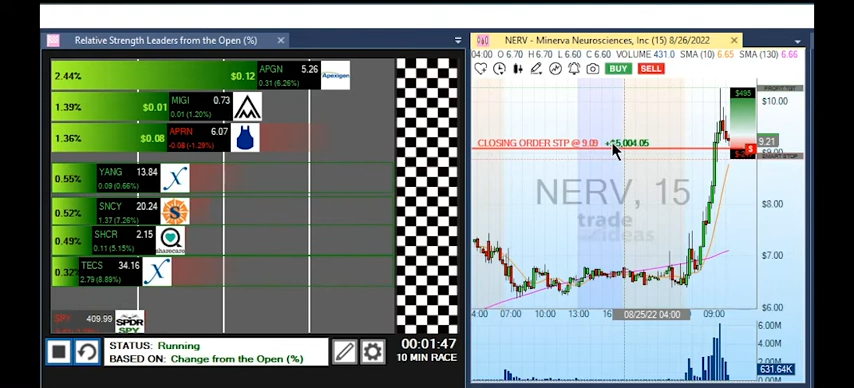 Relative Strength Leaders from the Open (%)
2.44% $0.12 APGN 5.26
0.31 (6.26%) Apexigen
1.39% $0.01 MIGI 0.73
0.01 (1.20%)
1.36% $0.08 APRN 6.07
-0.08 (-1.29%)
0.55% YANG 13.84
0.09 (0.66%)
0.52% SNCY 20.24
1.37 (7.26%)
0.49% SHCR 2.15
0.11 (5.15%) sharecare
0.32% TECS 34.16
2.79 (8.89%)
SPY 409.99 SPDR
SPY
STATUS: Running
BASED ON: Change from the Open (%)
00:01:47
10 MIN RACE
NERV - Minerva Neurosciences, Inc (15) 8/26/2022
04:00 O 6.70 H 6.70 L 6.60 C 6.60 VOLUME 431.0 SMA (10) 6.65 SMA (130) 6.66
BUY SELL
$495
$10.00
CLOSING ORDER STP @ 9.09
9.21
$9.00
SMART STOP
NERV, 15
trade
ideas
$8.00
$7.00
$6.00
4:00 07:00 10:00 13:00 16 08/25/22 04:00 09:00
6.00M
4.00M
2.00M
631.64K